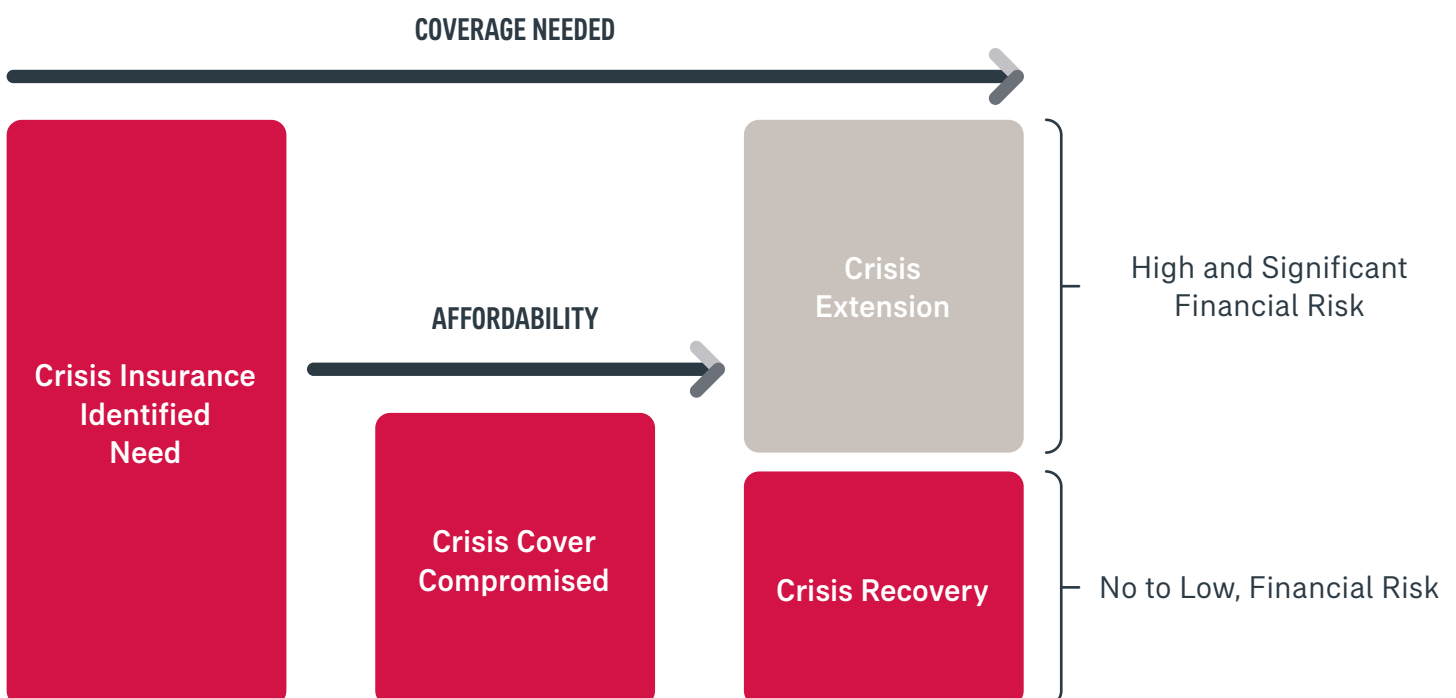 COVERAGE NEEDED
Crisis Insurance
Identified
Need
AFFORDABILITY
Crisis Cover
Compromised
Crisis
Extension
Crisis Recovery
High and Significant
Financial Risk
No to Low, Financial Risk